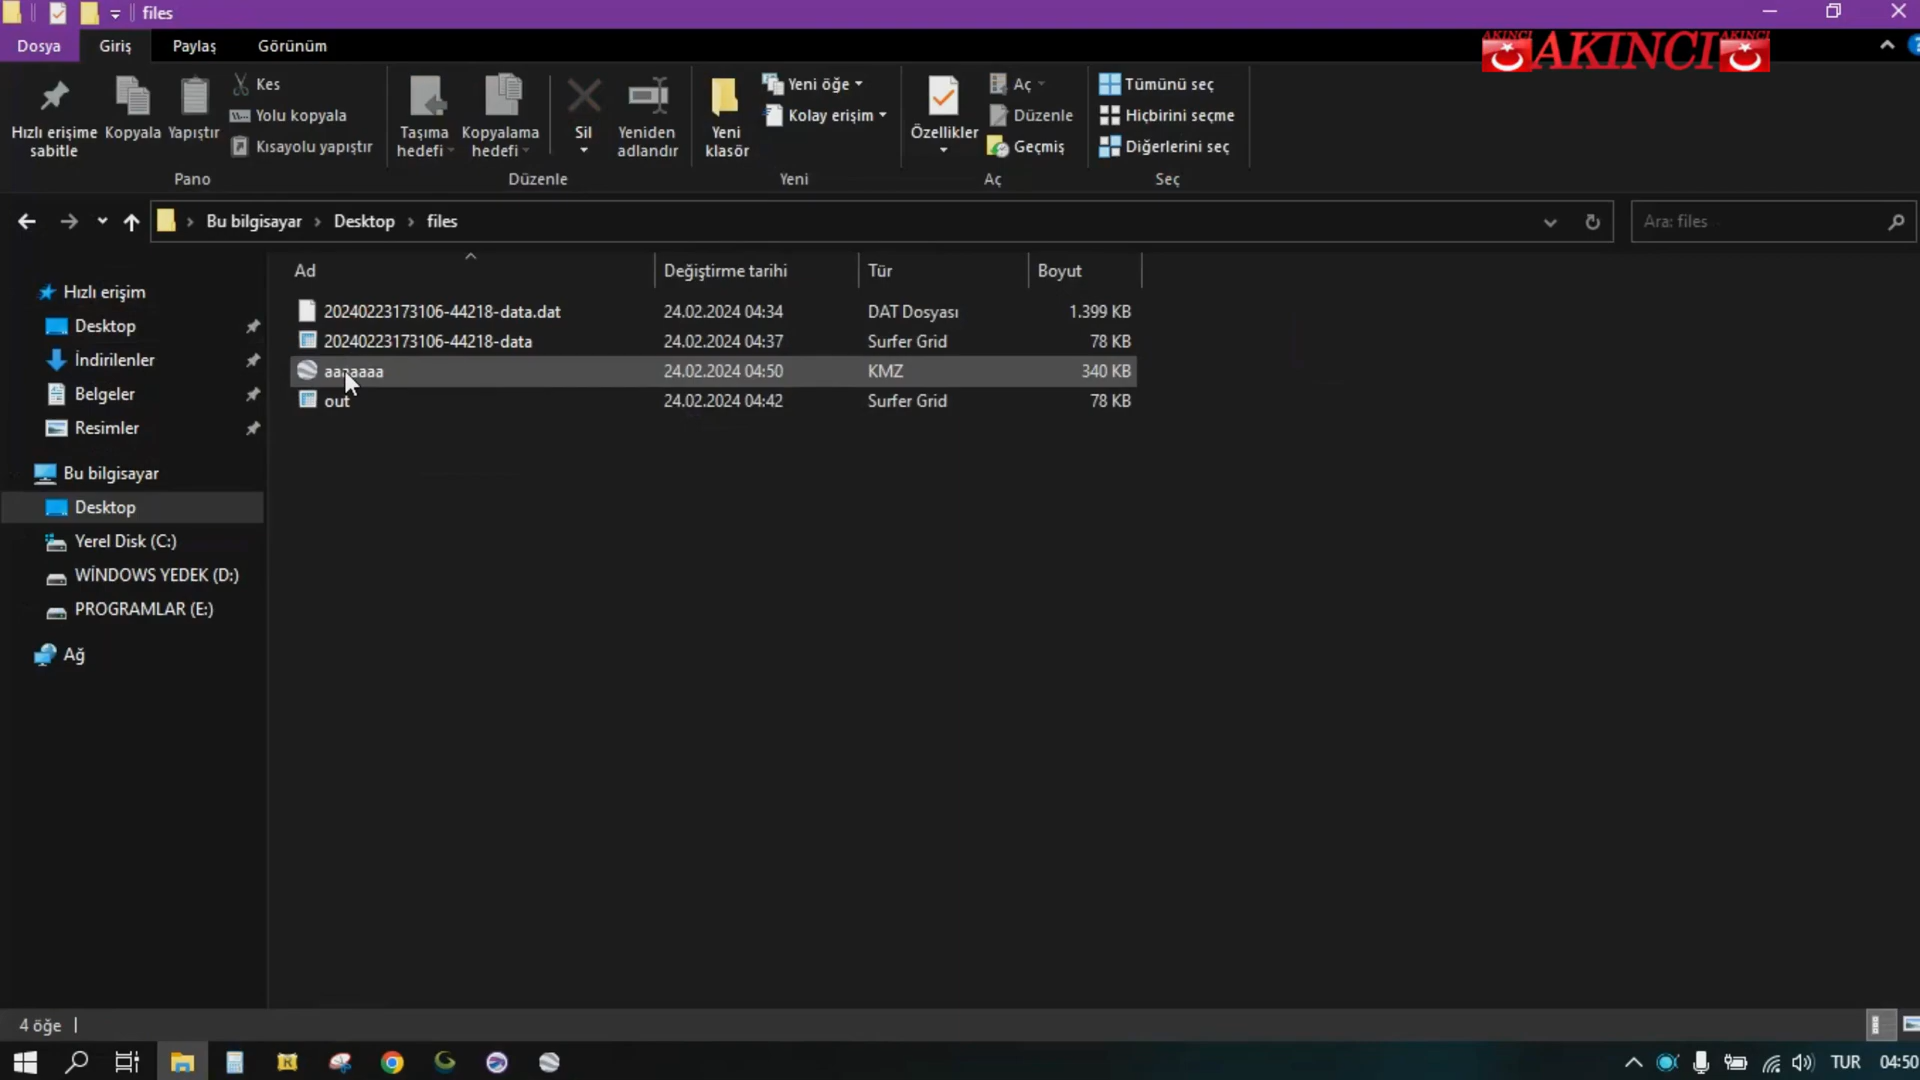 files
Dosya Giriş Paylaş Görünüm
AKINCI AKINCI AKINCI
Hızlı erişime sabitle
Kopyala
Yapıştır
Kes
Yolu kopyala
Kısayolu yapıştır
Pano
Taşıma hedefi
Kopyalama hedefi
Sil
Yeniden adlandır
Düzenle
Yeni klasör
Yeni öğe
Kolay erişim
Yeni
Özellikler
Aç
Düzenle
Geçmiş
Aç
Tümünü seç
Hiçbirini seçme
Diğerlerini seç
Seç
Bu bilgisayar > Desktop > files
Ara: files
Ad Değiştirme tarihi Tür Boyut
20240223173106-44218-data.dat 24.02.2024 04:34 DAT Dosyası 1.399 KB
20240223173106-44218-data 24.02.2024 04:37 Surfer Grid 78 KB
aaaaaaa 24.02.2024 04:50 KMZ 340 KB
out 24.02.2024 04:42 Surfer Grid 78 KB
Hızlı erişim
Desktop
İndirilenler
Belgeler
Resimler
Bu bilgisayar
Desktop
Yerel Disk (C:)
WİNDOWS YEDEK (D:)
PROGRAMLAR (E:)
Ağ
4 öğe
TUR 04:50